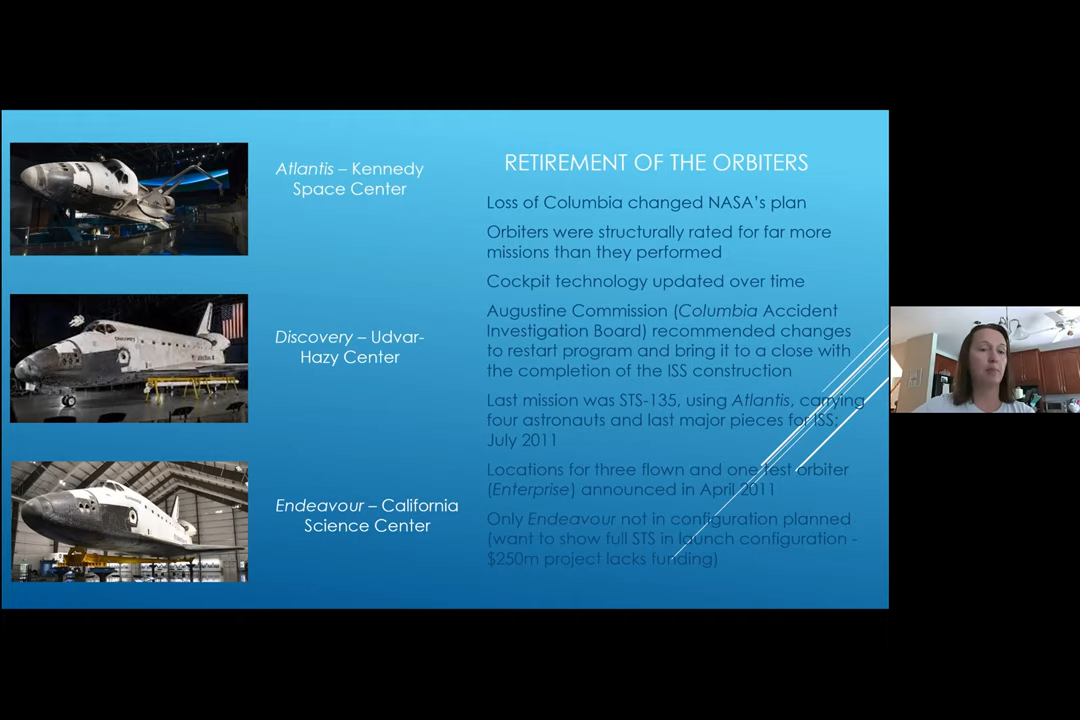 Atlantis – Kennedy
Space Center
Discovery – Udvar-
Hazy Center
Endeavour – California
Science Center
RETIREMENT OF THE ORBITERS
Loss of Columbia changed NASA's plan
Orbiters were structurally rated for far more
missions than they performed
Cockpit technology updated over time
Augustine Commission (Columbia Accident
Investigation Board) recommended changes
to restart program and bring it to a close with
the completion of the ISS construction
Last mission was STS-135, using Atlantis, carrying
four astronauts and last major pieces for ISS;
July 2011
Locations for three flown and one test orbiter
(Enterprise) announced in April 2011
Only Endeavour not in configuration planned
(want to show full STS in launch configuration -
$250m project lacks funding)